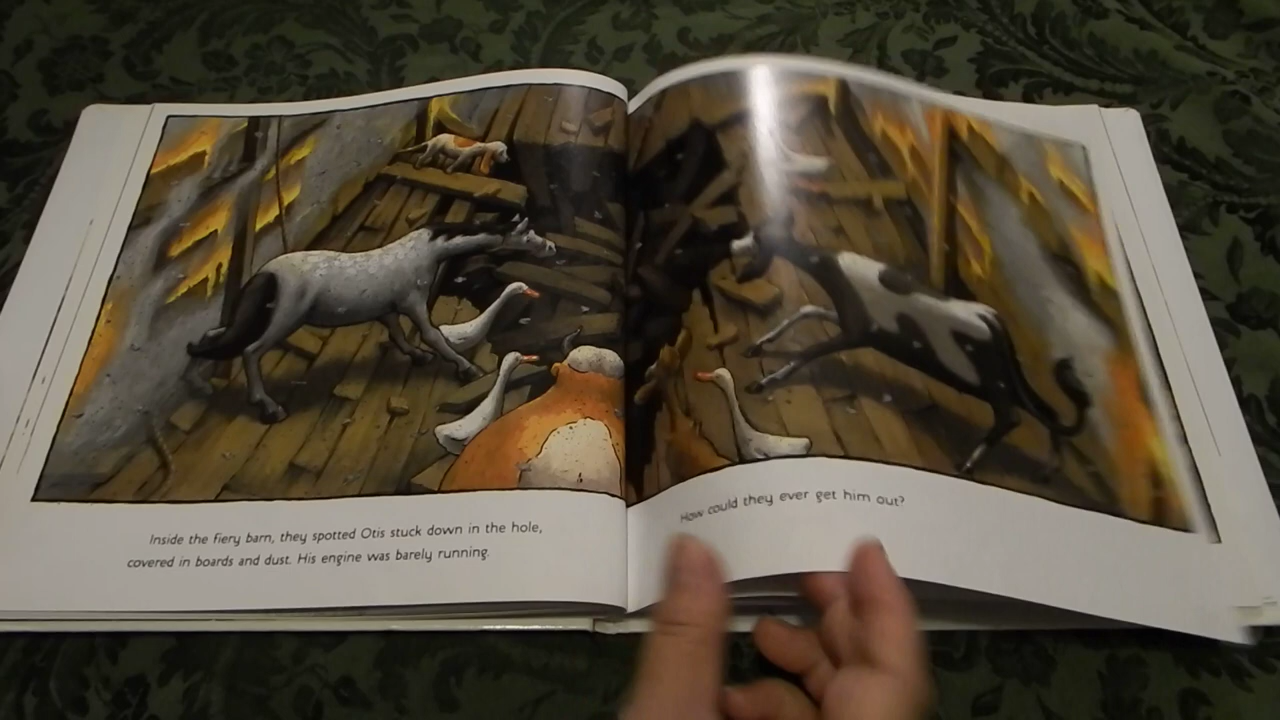 Inside the fiery barn, they spotted Otis stuck down in the hole,
covered in boards and dust. His engine was barely running.
How could they ever get him out?